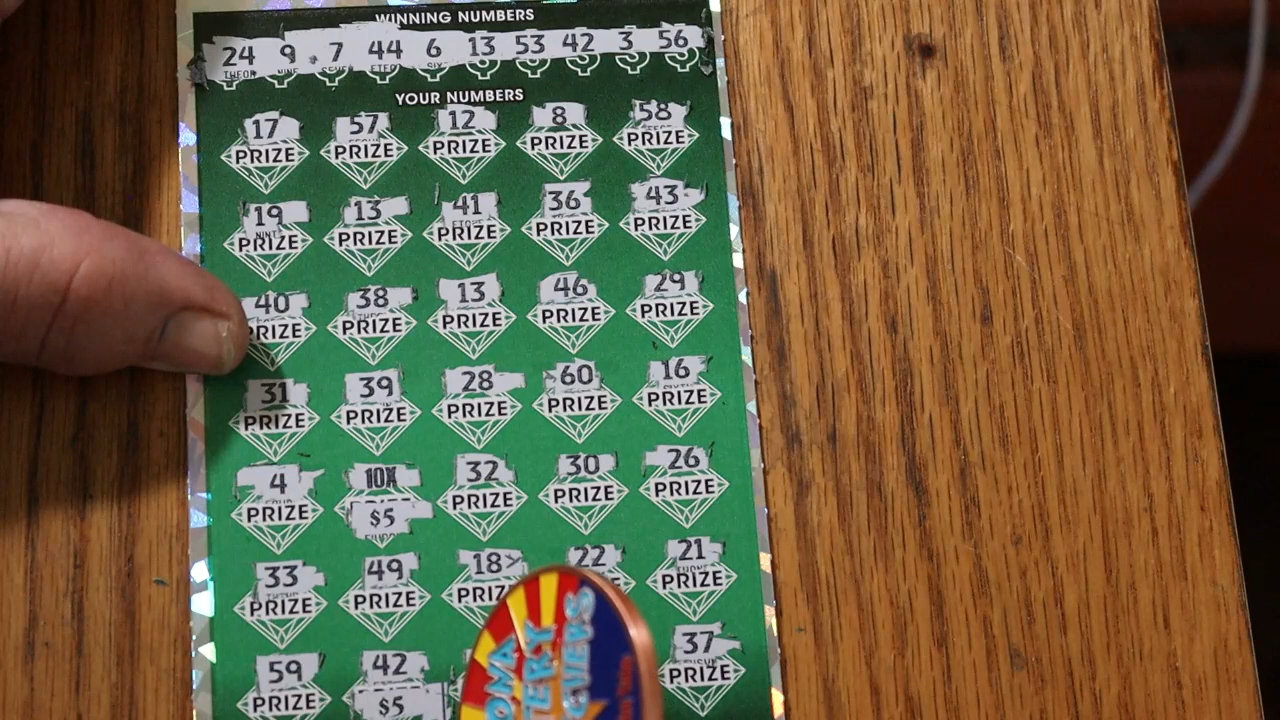 WINNING NUMBERS
24 9 7 44 6 13 53 42 3 56
YOUR NUMBERS
17 57 12 8 58
PRIZE PRIZE PRIZE PRIZE PRIZE
19 13 41 36 43
PRIZE PRIZE PRIZE PRIZE PRIZE
40 38 13 46 29
PRIZE PRIZE PRIZE PRIZE PRIZE
31 39 28 60 16
PRIZE PRIZE PRIZE PRIZE PRIZE
4 10X 32 30 26
PRIZE $5 PRIZE PRIZE PRIZE
33 49 18 22 21
PRIZE PRIZE PRIZ PRIZE
59 42 37
PRIZE $5 PRIZE